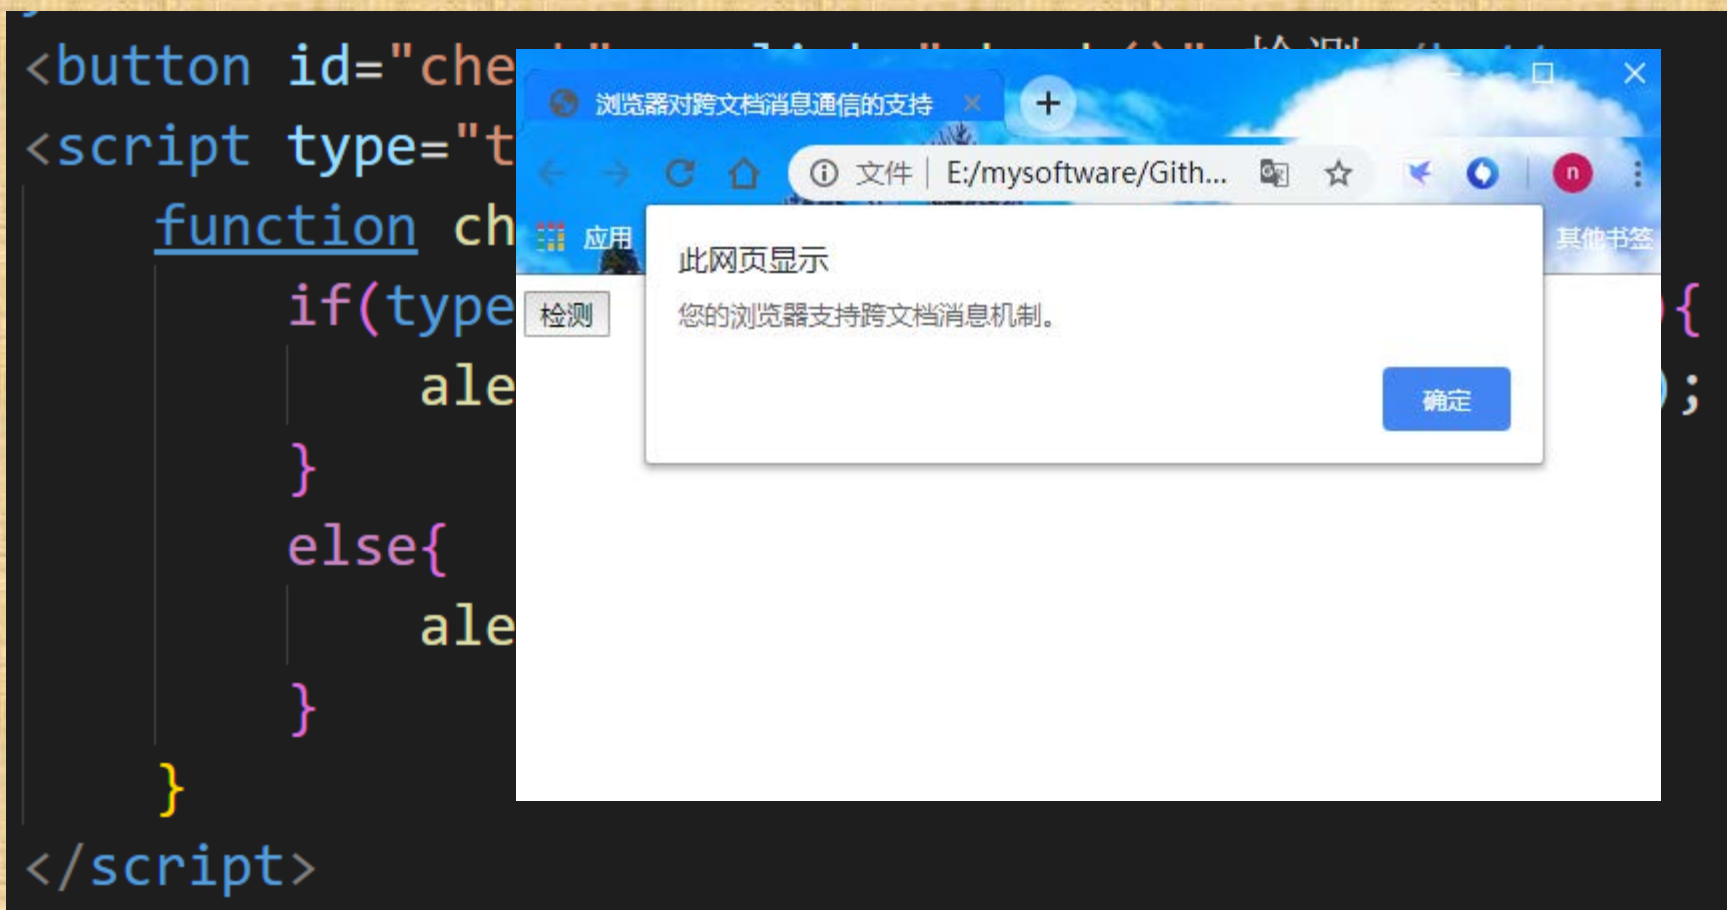 <button id="che
<script type="t
function ch
if(type
{
ale
);
}
else{
ale
}
}
</script>
浏览器对跨文档消息通信的支持
文件 E:/mysoftware/Gith...
n
应用
其他书签
检测
此网页显示
您的浏览器支持跨文档消息机制。
确定